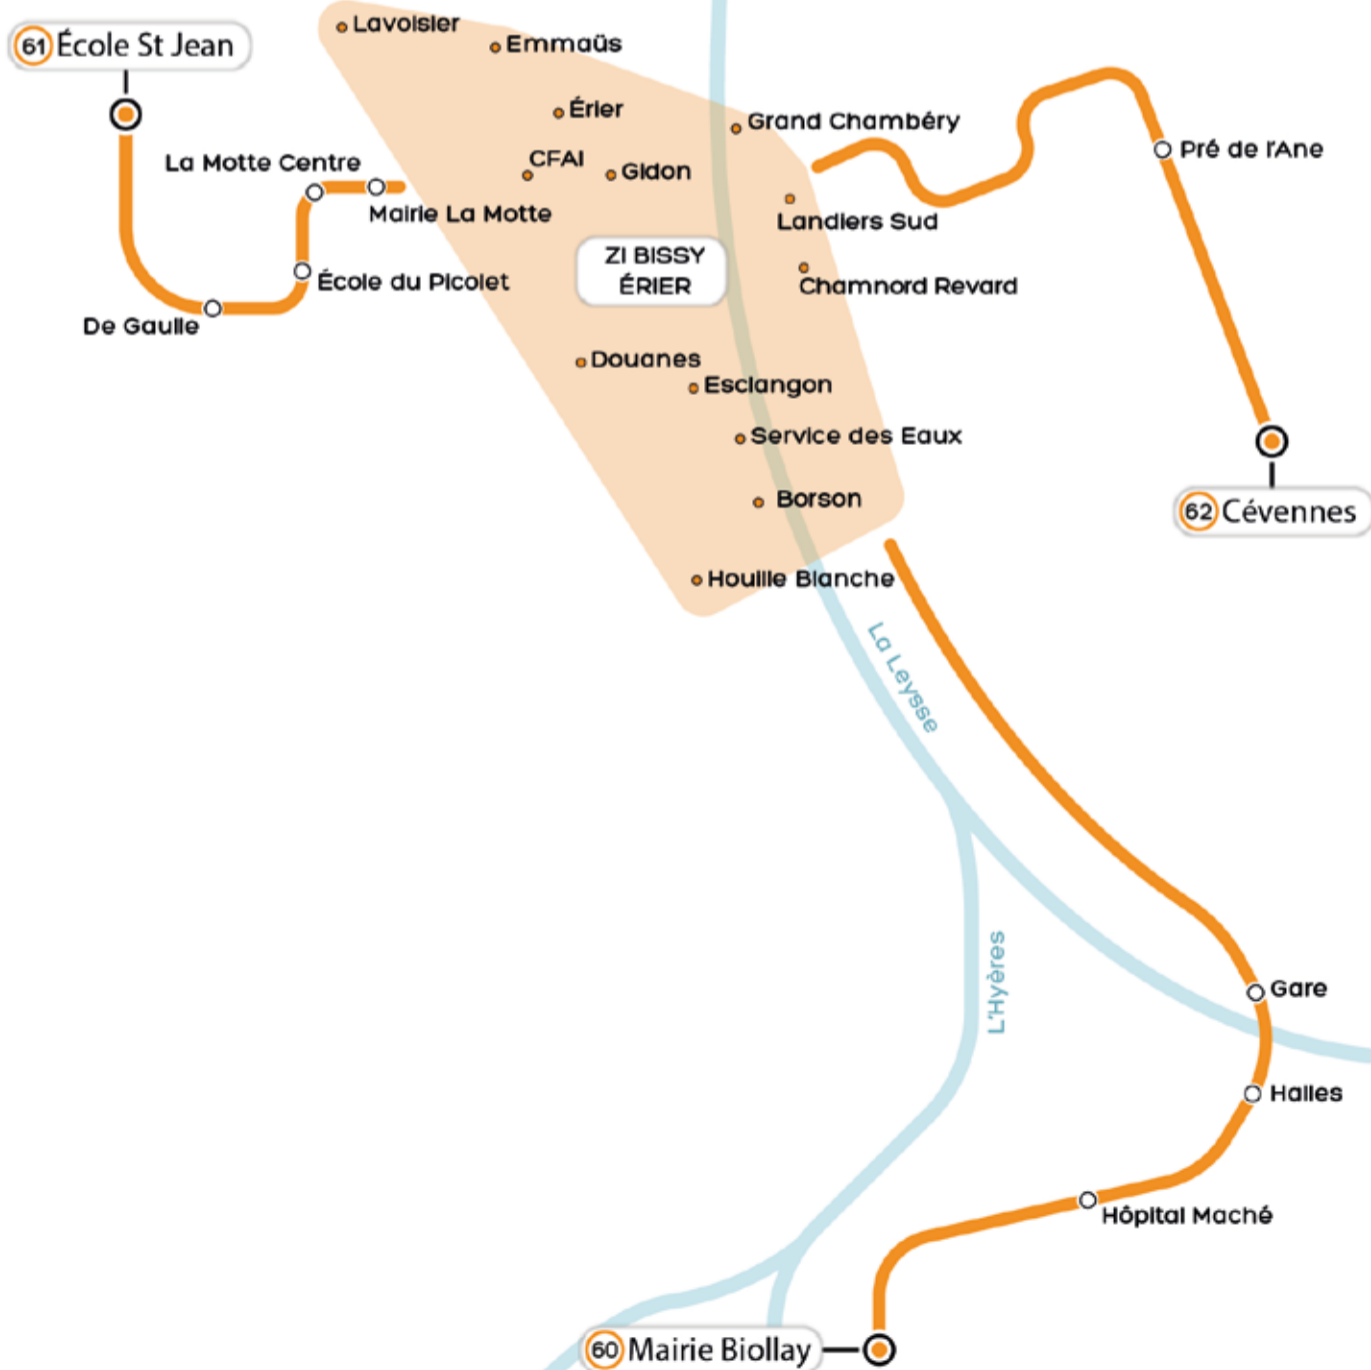 61 École St Jean
Lavoisier
Emmaüs
Érier
Grand Chambéry
La Motte Centre
CFAI
Gidon
Pré de l'Ane
Mairie La Motte
Landiers Sud
ZI BISSY
ÉRIER
École du Picolet
Chamnord Revard
De Gaulle
Douanes
Esclangon
Service des Eaux
Borson
62 Cévennes
Houille Blanche
La Leysse
L'Hyères
Gare
Halles
Hôpital Maché
60 Mairie Biollay